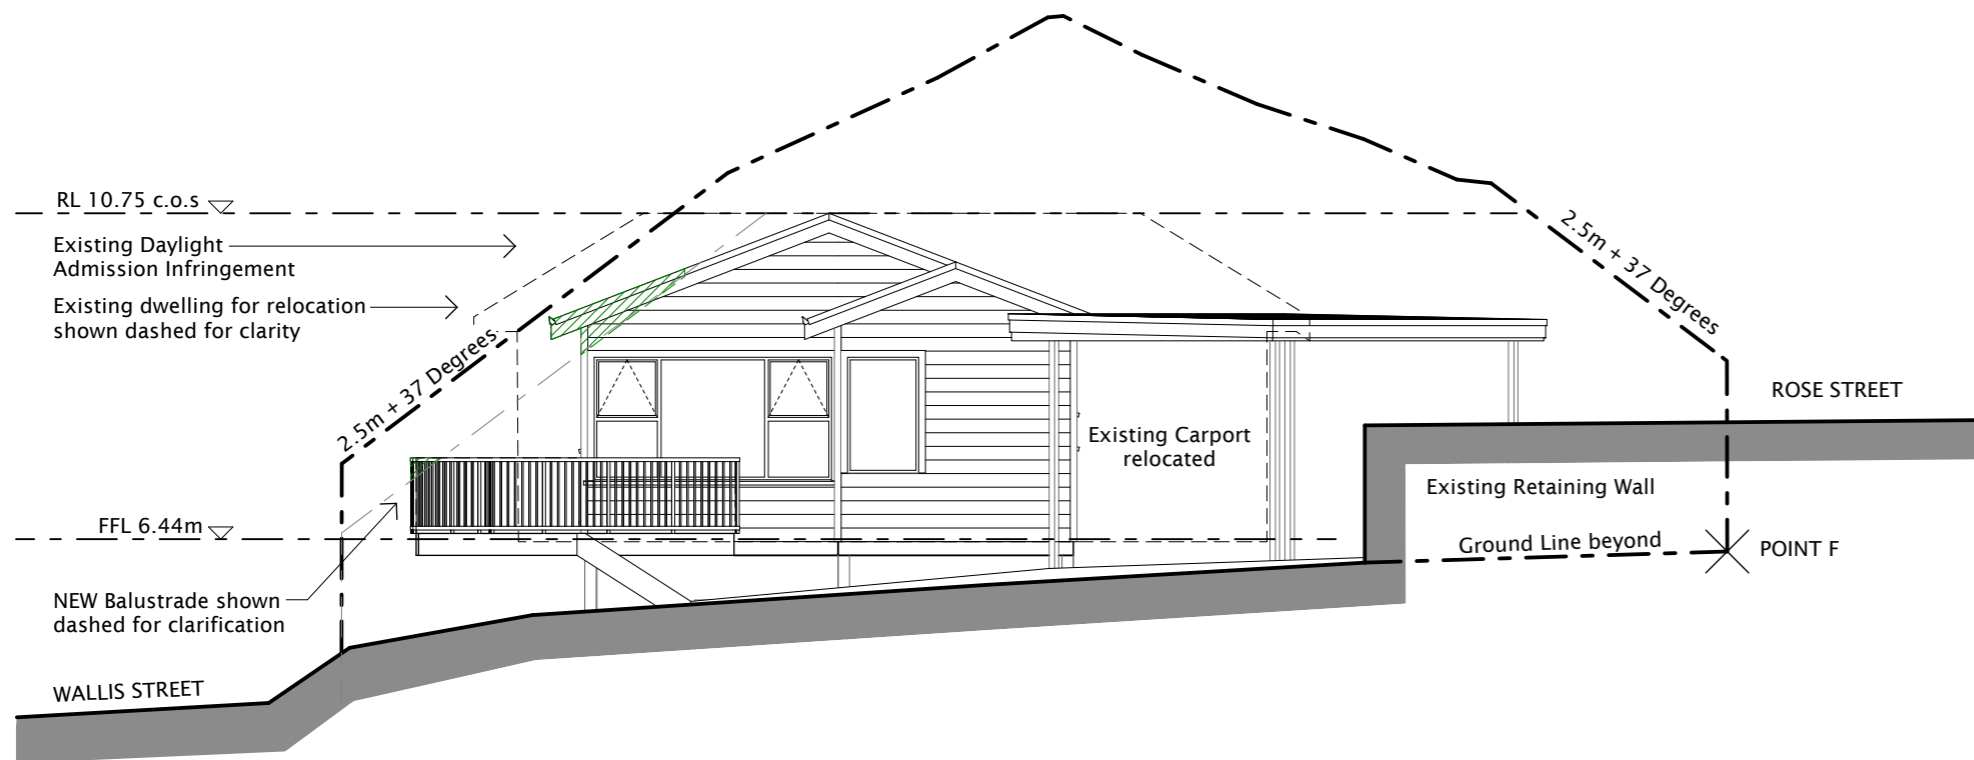 RL 10.75 c.o.s
Existing Daylight
Admission Infringement
Existing dwelling for relocation
shown dashed for clarity
2.5m + 37 Degrees
2.5m + 37 Degrees
ROSE STREET
Existing Carport
relocated
Existing Retaining Wall
FFL 6.44m
Ground Line beyond
POINT F
NEW Balustrade shown
dashed for clarification
WALLIS STREET